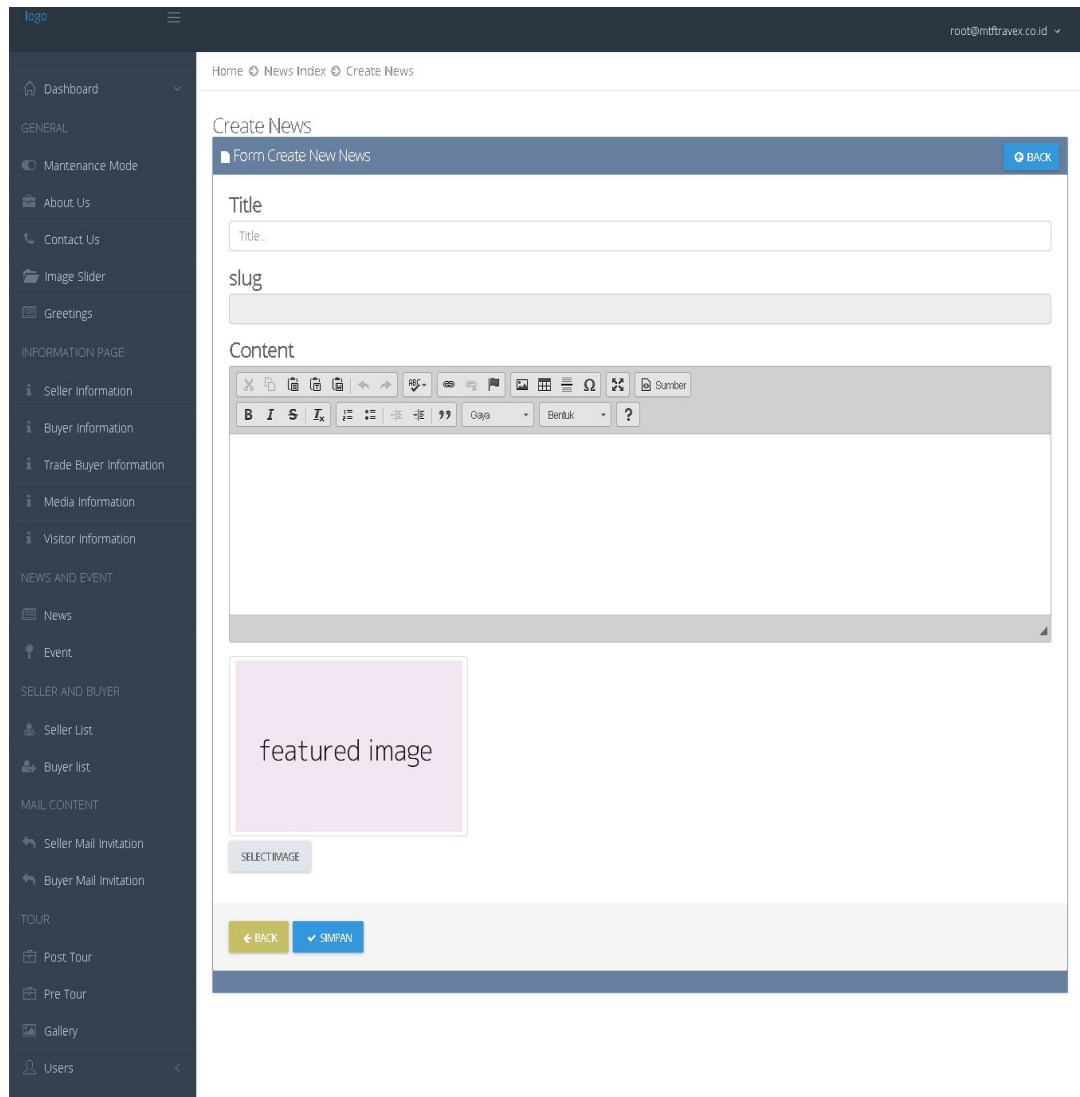 logo
root@mtftravex.co.id
Home News Index Create News
Dashboard
GENERAL
Mantenance Mode
About Us
Contact Us
Image Slider
Greetings
INFORMATION PAGE
Seller Information
Buyer Information
Trade Buyer Information
Media Information
Visitor Information
NEWS AND EVENT
News
Event
SELLER AND BUYER
Seller List
Buyer list
MAIL CONTENT
Seller Mail Invitation
Buyer Mail Invitation
TOUR
Post Tour
Pre Tour
Gallery
Users
Create News
Form Create New News
BACK
Title
Title...
slug
Content
ABC
Ω
Sumber
B I S Ix
Gaya
Bentuk
?
featured image
SELECT IMAGE
BACK
SIMPAN